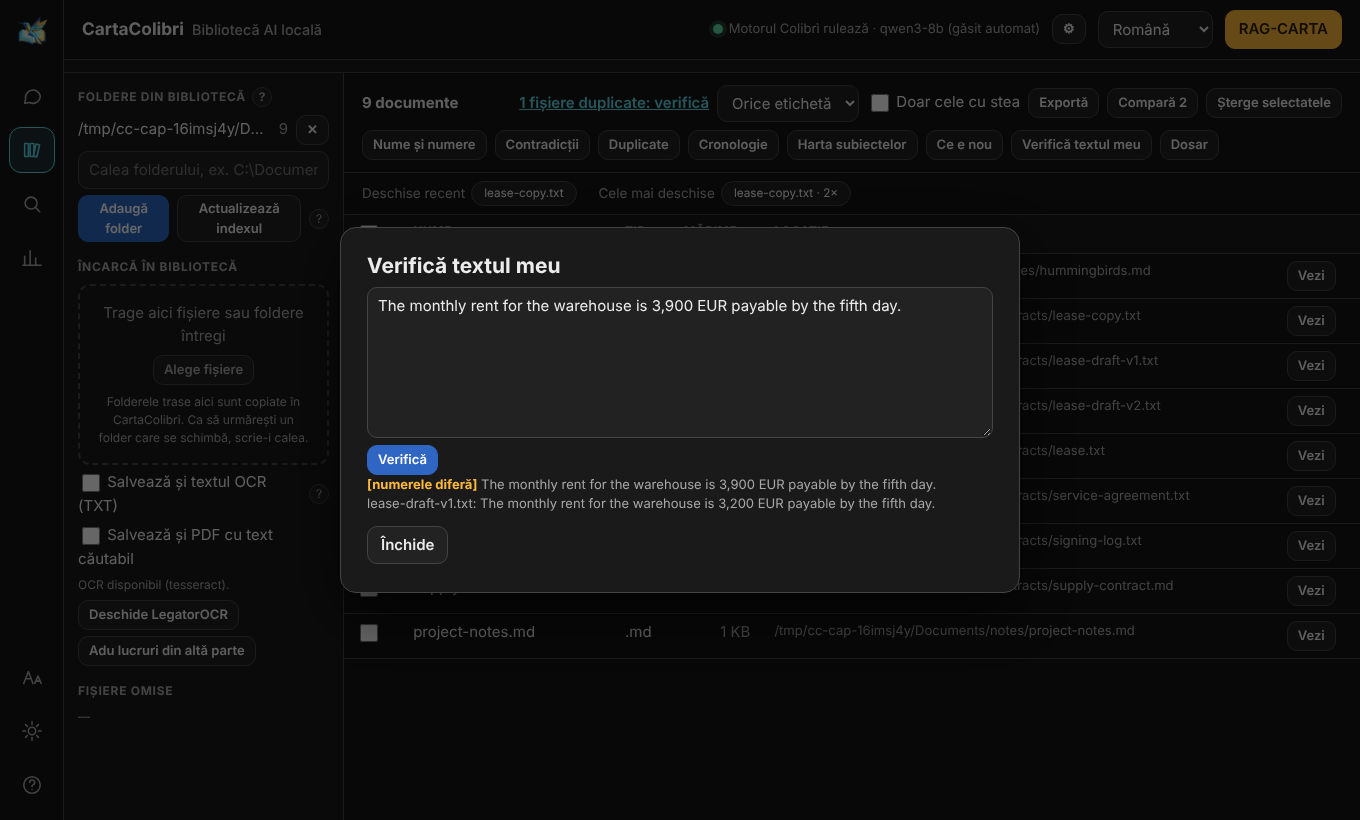 CartaColibri Bibliotecă AI locală
Motorul Colibri rulează · qwen3-8b (găsit automat)
Română
RAG-CARTA
FOLDERE DIN BIBLIOTECĂ ?
/tmp/cc-cap-16imsj4y/D... 9 ×
Calea folderului, ex. C:\Documen
Adaugă folder
Actualizează indexul
?
ÎNCARCĂ ÎN BIBLIOTECĂ
Trage aici fișiere sau foldere
întregi
Alege fișiere
Folderele trase aici sunt copiate în
CartaColibri. Ca să urmărești un
folder care se schimbă, scrie-i calea.
Salvează și textul OCR
(TXT)
?
Salvează și PDF cu text
căutabil
OCR disponibil (tesseract).
Deschide LegatorOCR
Adu lucruri din altă parte
FIȘIERE OMISE
—
9 documente
1 fișiere duplicate: verifică
Orice etichetă
Doar cele cu stea
Exportă
Compară 2
Șterge selectatele
Nume și numere
Contradicții
Duplicate
Cronologie
Harta subiectelor
Ce e nou
Verifică textul meu
Dosar
Deschise recent lease-copy.txt Cele mai deschise lease-copy.txt · 2×
Verifică textul meu
The monthly rent for the warehouse is 3,900 EUR payable by the fifth day.
Verifică
[numerele diferă] The monthly rent for the warehouse is 3,900 EUR payable by the fifth day.
lease-draft-v1.txt: The monthly rent for the warehouse is 3,200 EUR payable by the fifth day.
Închide
es/hummingbirds.md Vezi
racts/lease-copy.txt Vezi
racts/lease-draft-v1.txt Vezi
racts/lease-draft-v2.txt Vezi
racts/lease.txt Vezi
racts/service-agreement.txt Vezi
racts/signing-log.txt Vezi
racts/supply-contract.md Vezi
project-notes.md .md 1 KB /tmp/cc-cap-16imsj4y/Documents/notes/project-notes.md Vezi